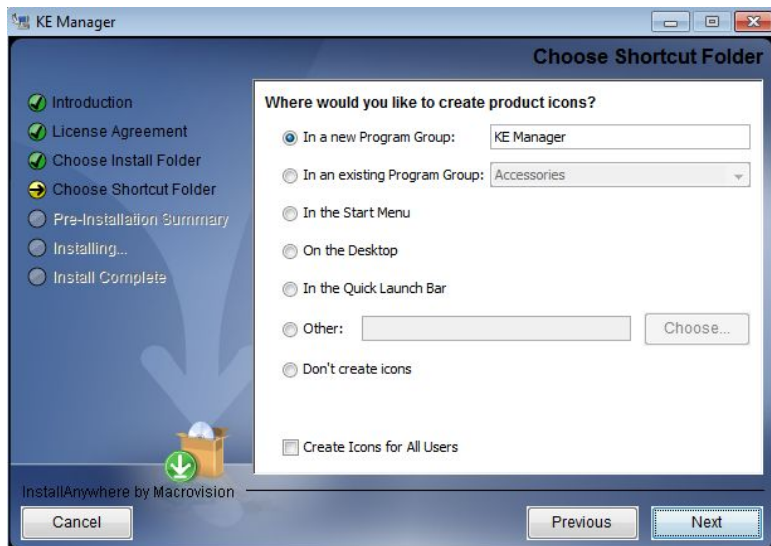 KE Manager
Choose Shortcut Folder
Introduction
License Agreement
Choose Install Folder
Choose Shortcut Folder
Pre-Installation Summary
Installing...
Install Complete
Where would you like to create product icons?
In a new Program Group: KE Manager
In an existing Program Group: Accessories
In the Start Menu
On the Desktop
In the Quick Launch Bar
Other: Choose...
Don't create icons
Create Icons for All Users
InstallAnywhere by Macrovision
Cancel Previous Next